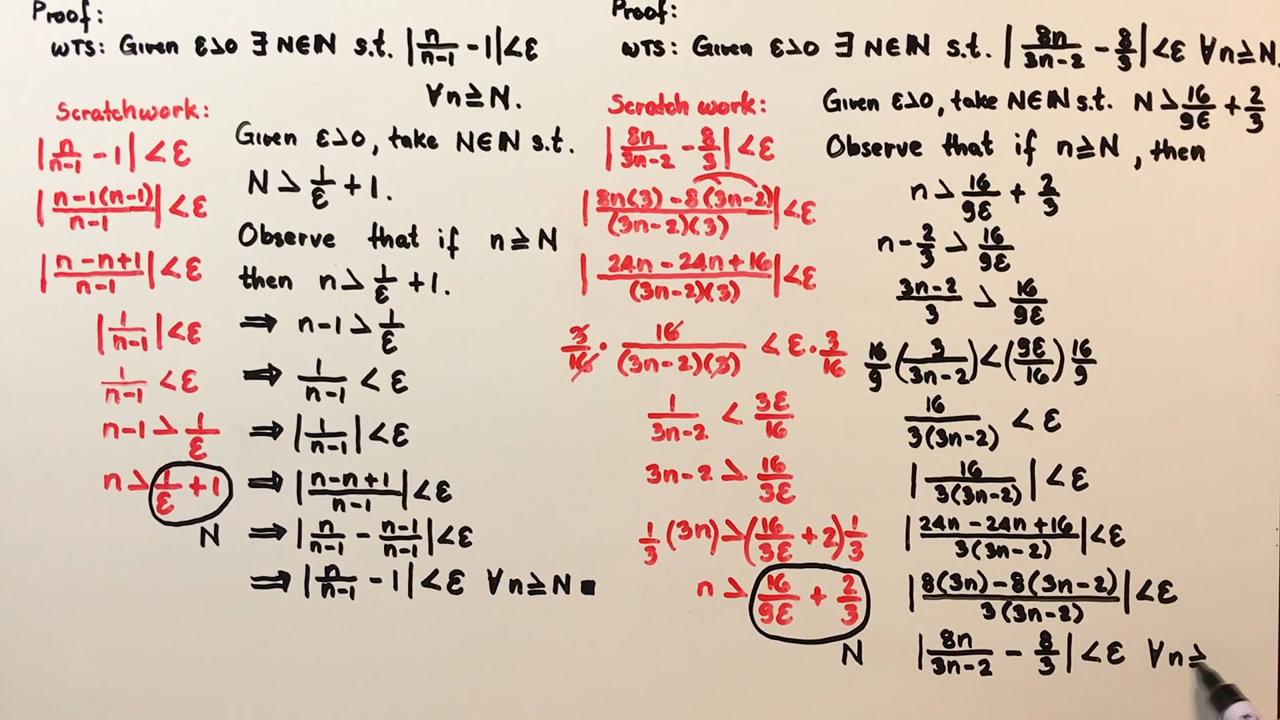 Proof:
WTS: Given ε>0 ∃ N∈ℕ s.t. |n/(n-1) - 1|<ε
∀n≥N.
Scratchwork:
|n/(n-1) - 1|<ε
|(n-1(n-1))/(n-1)|<ε
|(n-n+1)/(n-1)|<ε
|1/(n-1)|<ε
1/(n-1) <ε
n-1>1/ε
n>1/ε+1
N
Given ε>0, take N∈ℕ s.t.
N>1/ε+1.
Observe that if n≥N
then n>1/ε+1.
⟹ n-1>1/ε
⟹ 1/(n-1) <ε
⟹ |1/(n-1)|<ε
⟹ |(n-n+1)/(n-1)|<ε
⟹ |n/(n-1) - (n-1)/(n-1)|<ε
⟹ |n/(n-1) - 1|<ε ∀n≥N ■
Proof:
WTS: Given ε>0 ∃ N∈ℕ s.t. |8n/(3n-2) - 8/3|<ε ∀n≥N.
Scratch work:
|8n/(3n-2) - 8/3|<ε
|(8n(3)-8(3n-2))/((3n-2)(3))|<ε
|(24n-24n+16)/((3n-2)(3))|<ε
3/16 · 16/((3n-2)(3)) <ε·3/16
1/(3n-2) < 3ε/16
3n-2 > 16/3ε
1/3 (3n)>(16/3ε + 2)1/3
n > 16/9ε + 2/3
N
Given ε>0, take N∈ℕ s.t. N>16/9ε + 2/3
Observe that if n≥N, then
n>16/9ε + 2/3
n-2/3 > 16/9ε
(3n-2)/3 > 16/9ε
16/9 (3/(3n-2))<(9ε/16) 16/9
16/(3(3n-2)) <ε
|16/(3(3n-2))|<ε
|(24n-24n+16)/(3(3n-2))|<ε
|(8(3n)-8(3n-2))/(3(3n-2))|<ε
|8n/(3n-2) - 8/3|<ε ∀n≥